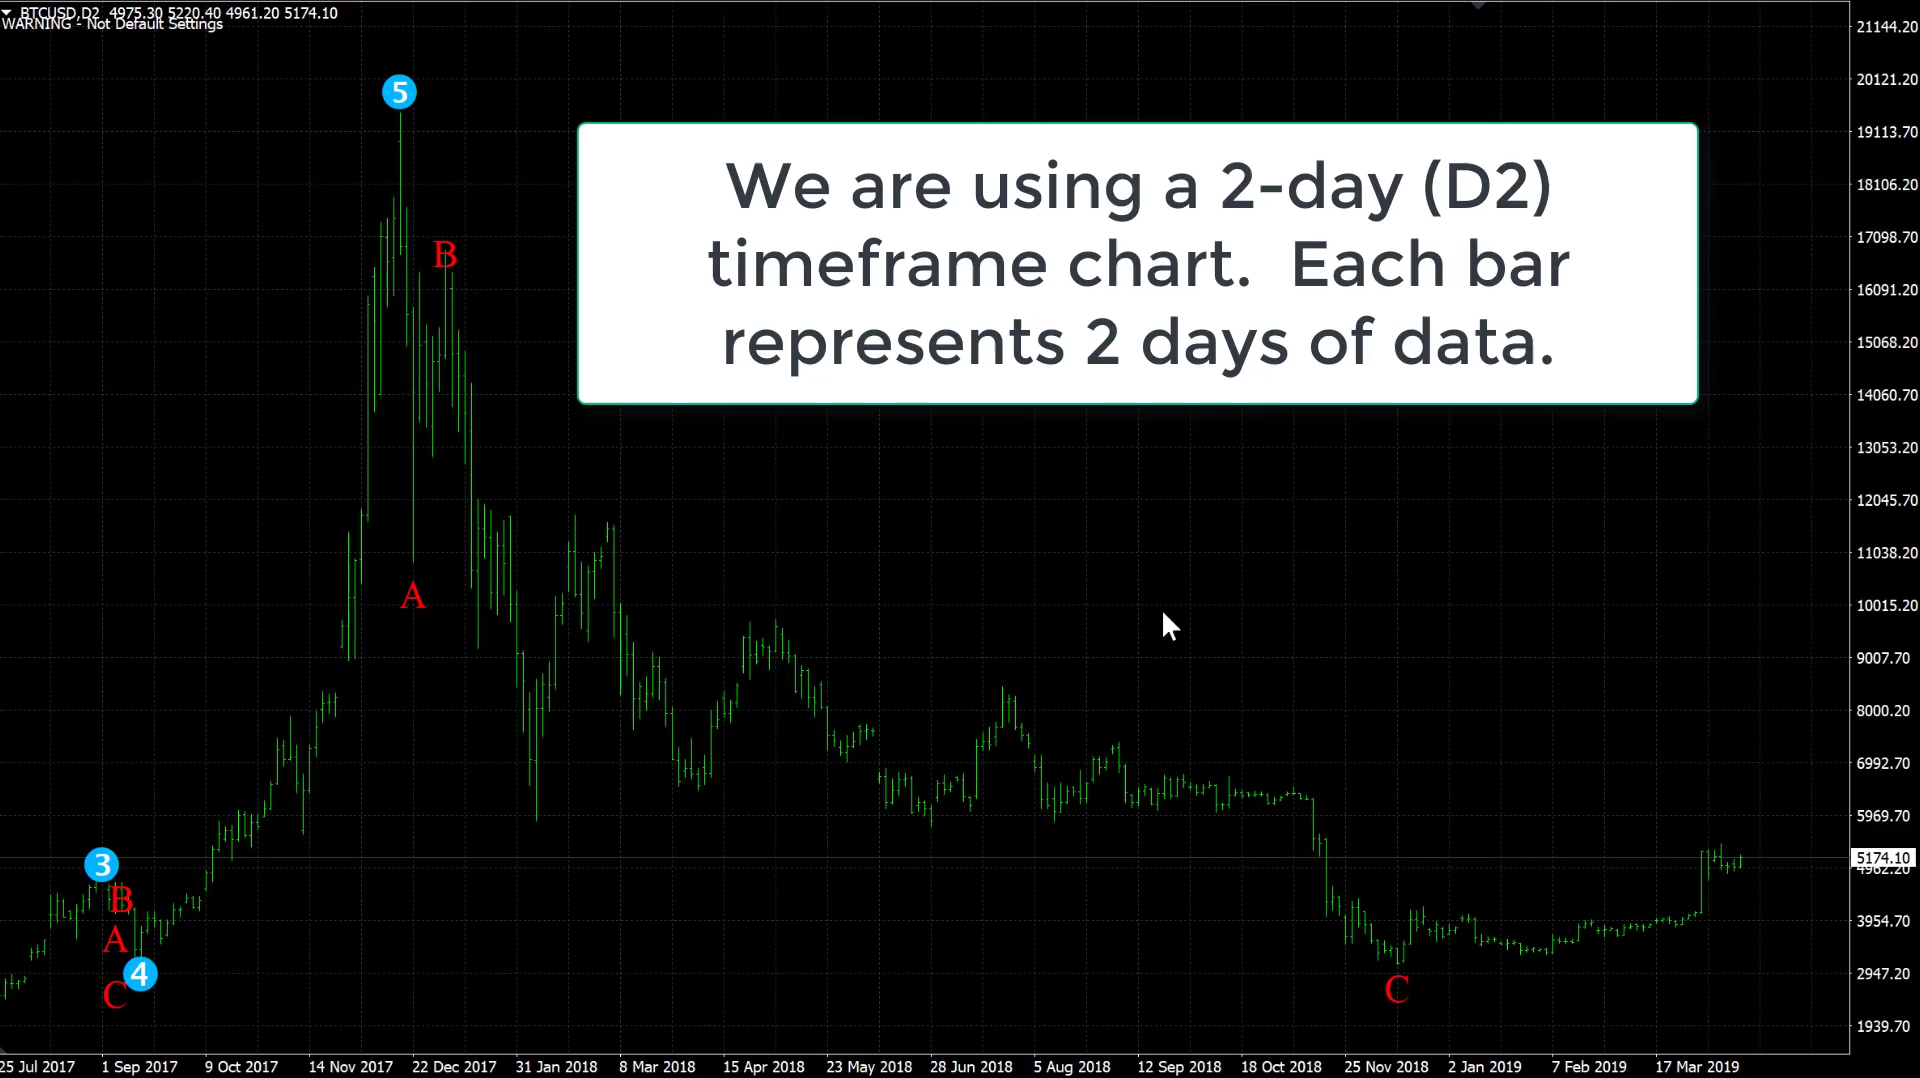 BTCUSD,D2 4975.30 5220.40 4961.20 5174.10
WARNING - Not Default Settings
5
B
We are using a 2-day (D2)
timeframe chart. Each bar
represents 2 days of data.
A
3
B
A
4
C
C
21144.20
20121.20
19113.70
18106.20
17098.70
16091.20
15068.20
14060.70
13053.20
12045.70
11038.20
10015.20
9007.70
8000.20
6992.70
5969.70
5174.10
4962.20
3954.70
2947.20
1939.70
25 Jul 2017 1 Sep 2017 9 Oct 2017 14 Nov 2017 22 Dec 2017 31 Jan 2018 8 Mar 2018 15 Apr 2018 23 May 2018 28 Jun 2018 5 Aug 2018 12 Sep 2018 18 Oct 2018 25 Nov 2018 2 Jan 2019 7 Feb 2019 17 Mar 2019